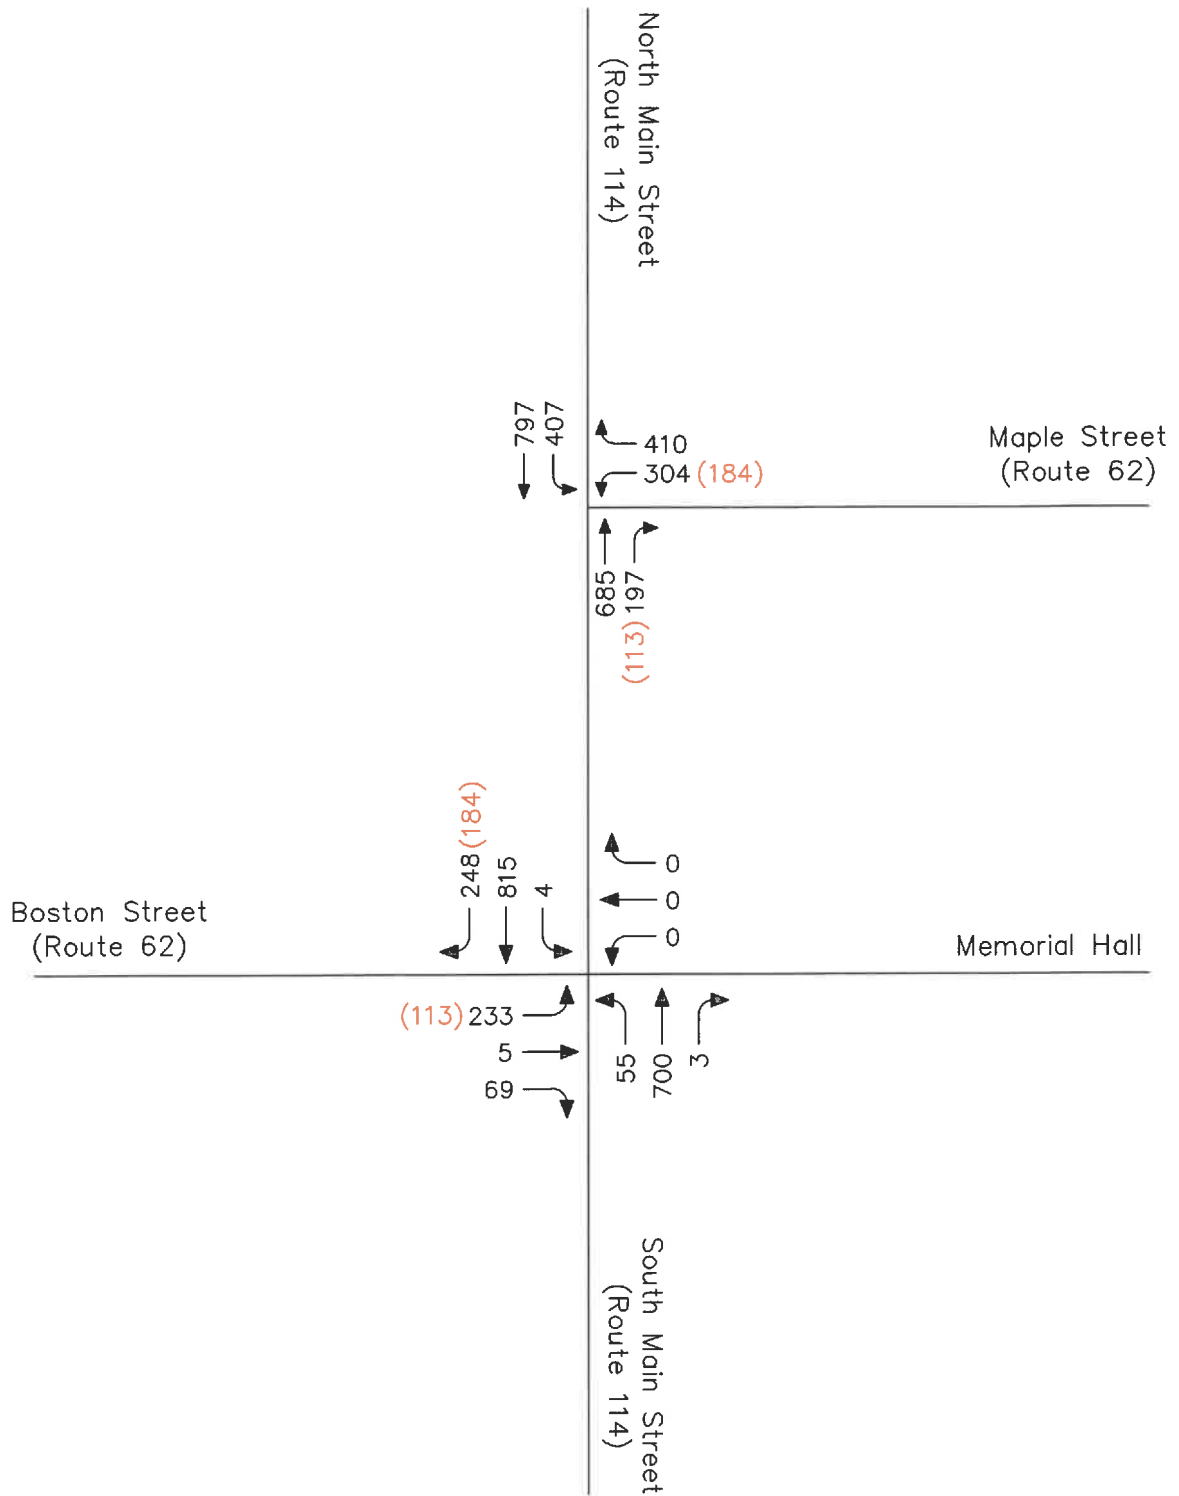 North Main Street
(Route 114)
797
407
410
304 (184)
Maple Street
(Route 62)
685
(113) 197
248 (184)
815
4
0
0
0
Boston Street
(Route 62)
Memorial Hall
(113) 233
5
69
55
700
3
South Main Street
(Route 114)